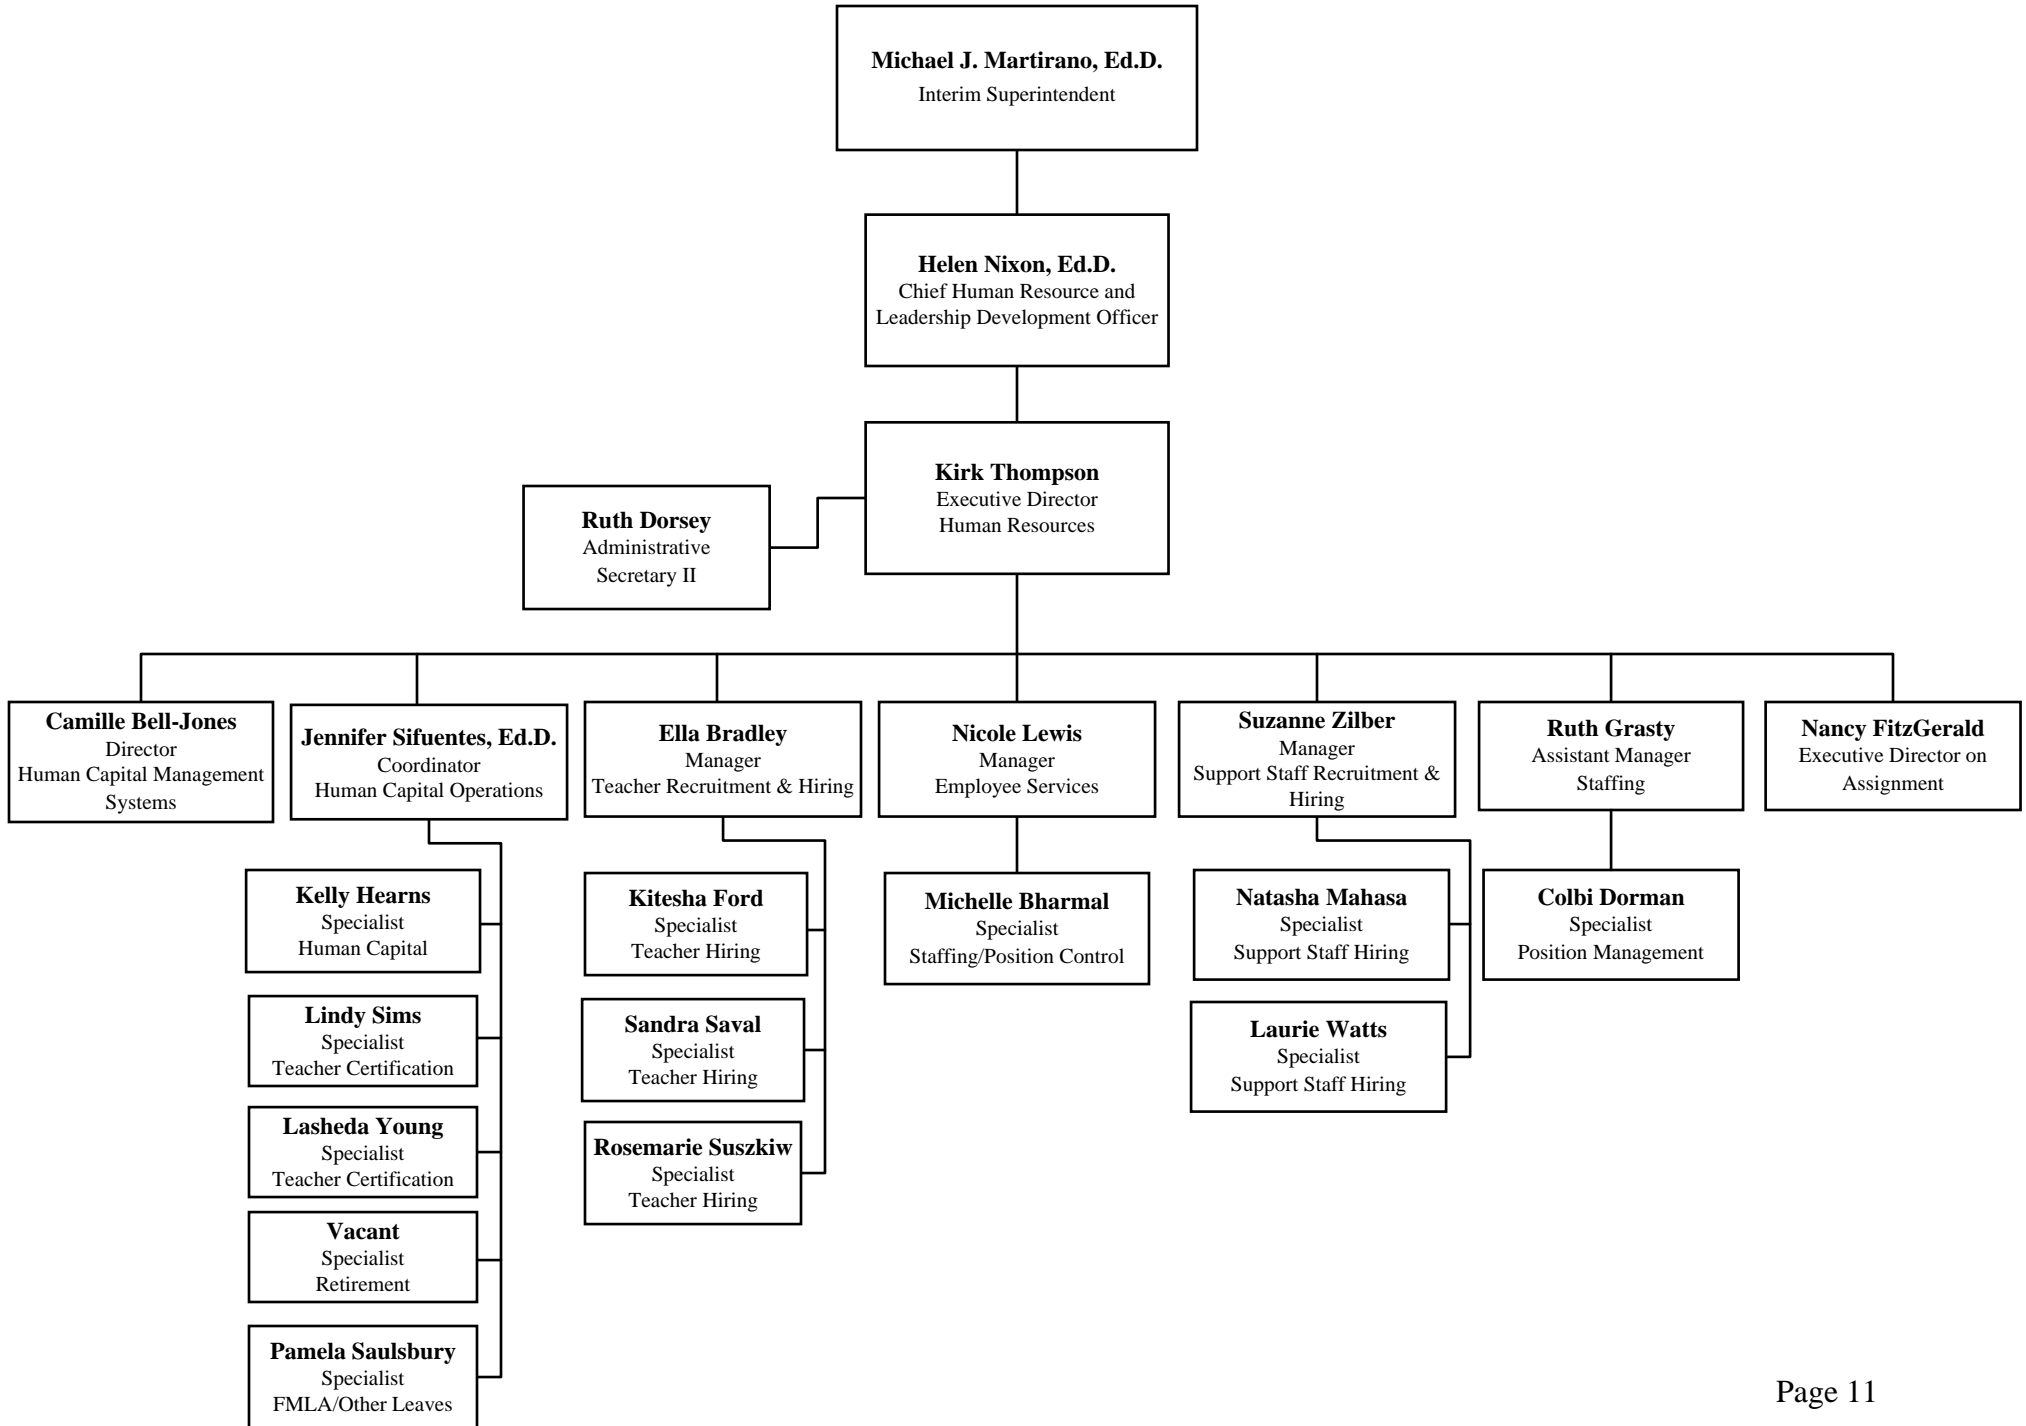 Michael J. Martirano, Ed.D.
Interim Superintendent
Helen Nixon, Ed.D.
Chief Human Resource and
Leadership Development Officer
Kirk Thompson
Executive Director
Human Resources
Ruth Dorsey
Administrative
Secretary II
Camille Bell-Jones
Director
Human Capital Management
Systems
Jennifer Sifuentes, Ed.D.
Coordinator
Human Capital Operations
Ella Bradley
Manager
Teacher Recruitment & Hiring
Nicole Lewis
Manager
Employee Services
Suzanne Zilber
Manager
Support Staff Recruitment &
Hiring
Ruth Grasty
Assistant Manager
Staffing
Nancy FitzGerald
Executive Director on
Assignment
Kelly Hearns
Specialist
Human Capital
Lindy Sims
Specialist
Teacher Certification
Lasheda Young
Specialist
Teacher Certification
Vacant
Specialist
Retirement
Pamela Saulsbury
Specialist
FMLA/Other Leaves
Kitesha Ford
Specialist
Teacher Hiring
Sandra Saval
Specialist
Teacher Hiring
Rosemarie Suszkiw
Specialist
Teacher Hiring
Michelle Bharmal
Specialist
Staffing/Position Control
Natasha Mahasa
Specialist
Support Staff Hiring
Laurie Watts
Specialist
Support Staff Hiring
Colbi Dorman
Specialist
Position Management
Page 11